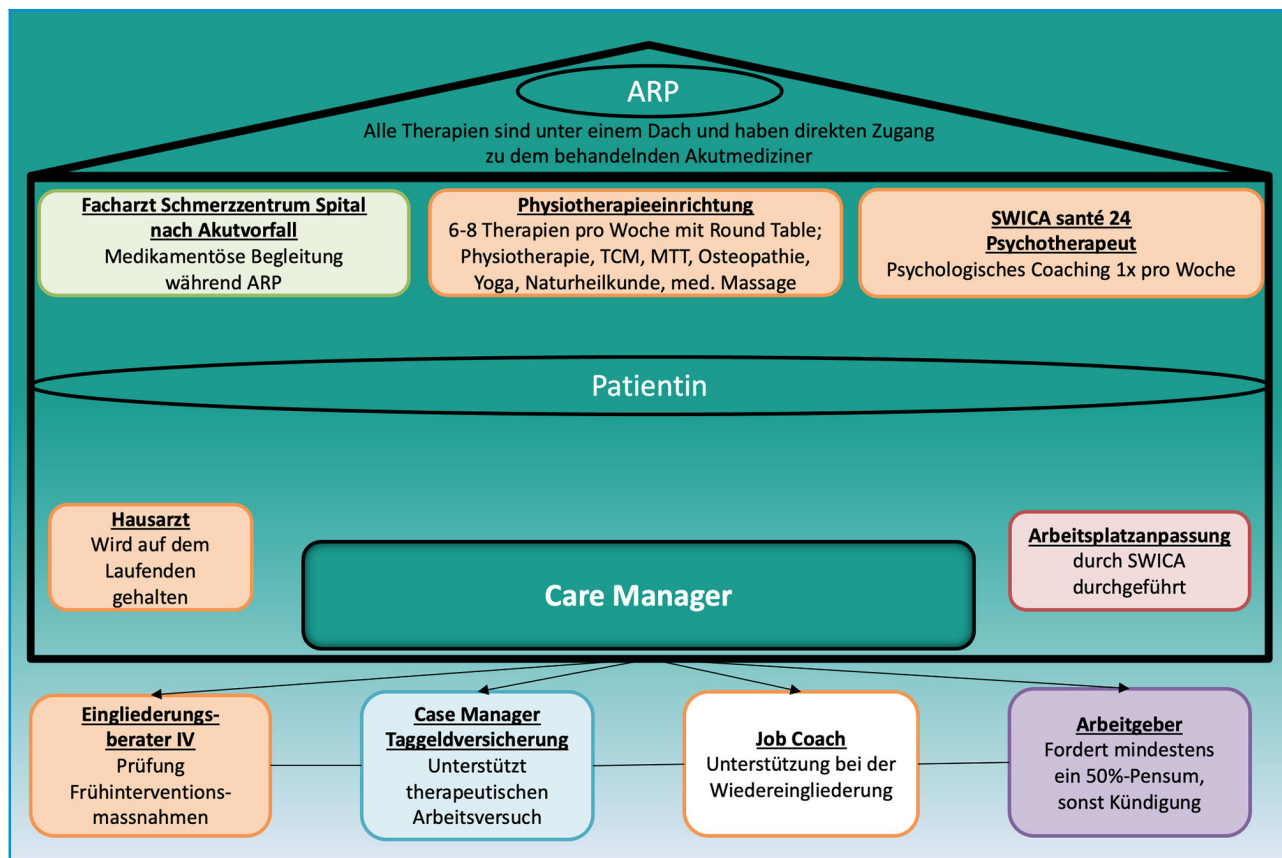 ARP
Alle Therapien sind unter einem Dach und haben direkten Zugang
zu dem behandelnden Akutmediziner
Facharzt Schmerzzentrum Spital
nach Akutvorfall
Medikamentöse Begleitung
während ARP
Physiotherapieeinrichtung
6-8 Therapien pro Woche mit Round Table;
Physiotherapie, TCM, MTT, Osteopathie,
Yoga, Naturheilkunde, med. Massage
SWICA santé 24
Psychotherapeut
Psychologisches Coaching 1x pro Woche
Patientin
Hausarzt
Wird auf dem
Laufenden
gehalten
Care Manager
Arbeitsplatzanpassung
durch SWICA
durchgeführt
Eingliederungs-
berater IV
Prüfung
Frühinterventions-
massnahmen
Case Manager
Taggeldversicherung
Unterstützt
therapeutischen
Arbeitsversuch
Job Coach
Unterstützung bei der
Wiedereingliederung
Arbeitgeber
Fordert mindestens
ein 50%-Pensum,
sonst Kündigung